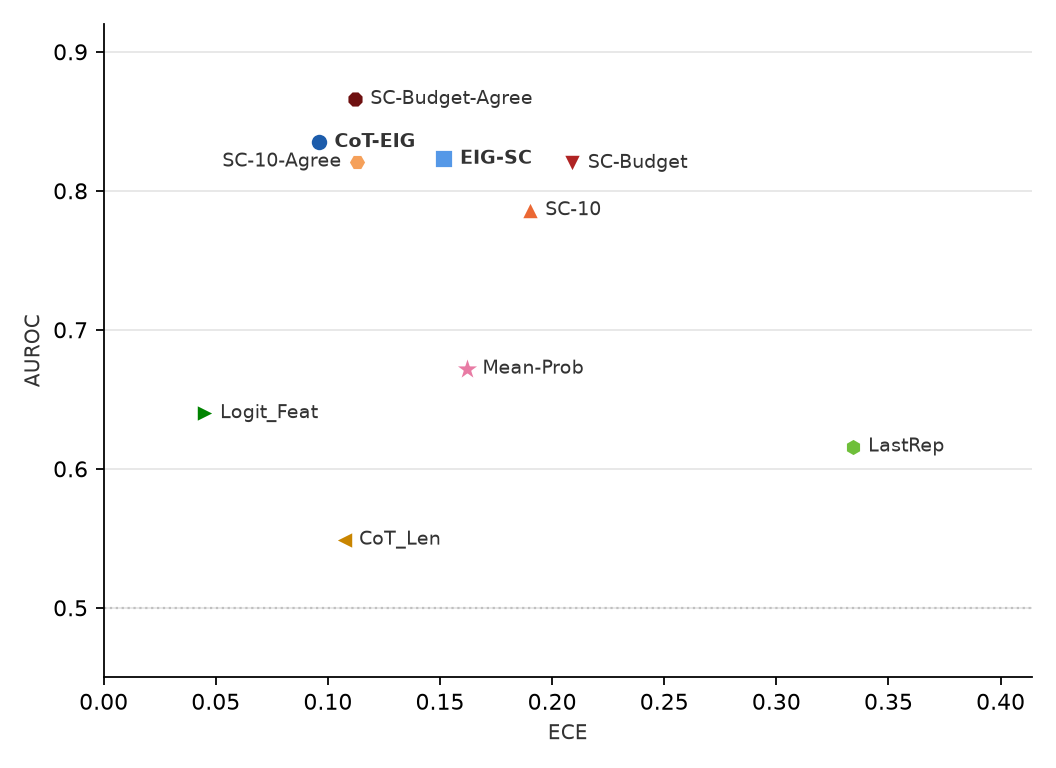 0.9
SC-Budget-Agree
CoT-EIG
SC-10-Agree
EIG-SC
SC-Budget
0.8
SC-10
0.7
AUROC
Mean-Prob
Logit_Feat
LastRep
0.6
CoT_Len
0.5
0.00 0.05 0.10 0.15 0.20 0.25 0.30 0.35 0.40
ECE